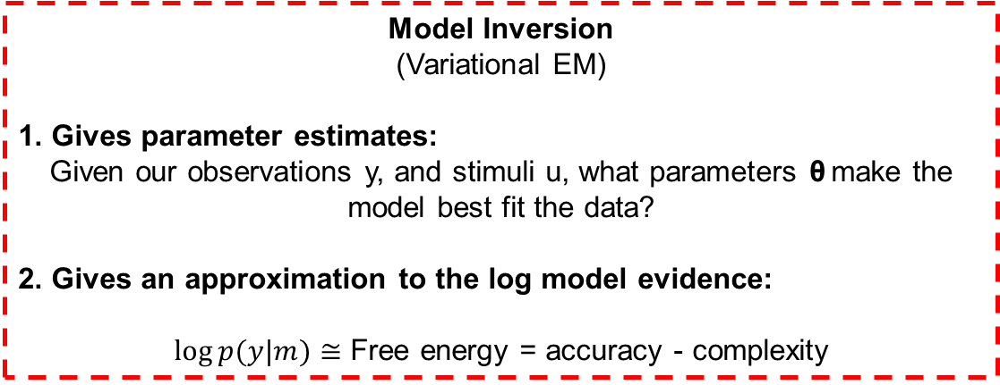 Model Inversion
(Variational EM)
1. Gives parameter estimates:
Given our observations y, and stimuli u, what parameters θ make the
model best fit the data?
2. Gives an approximation to the log model evidence:
log p(y|m) ≅ Free energy = accuracy - complexity